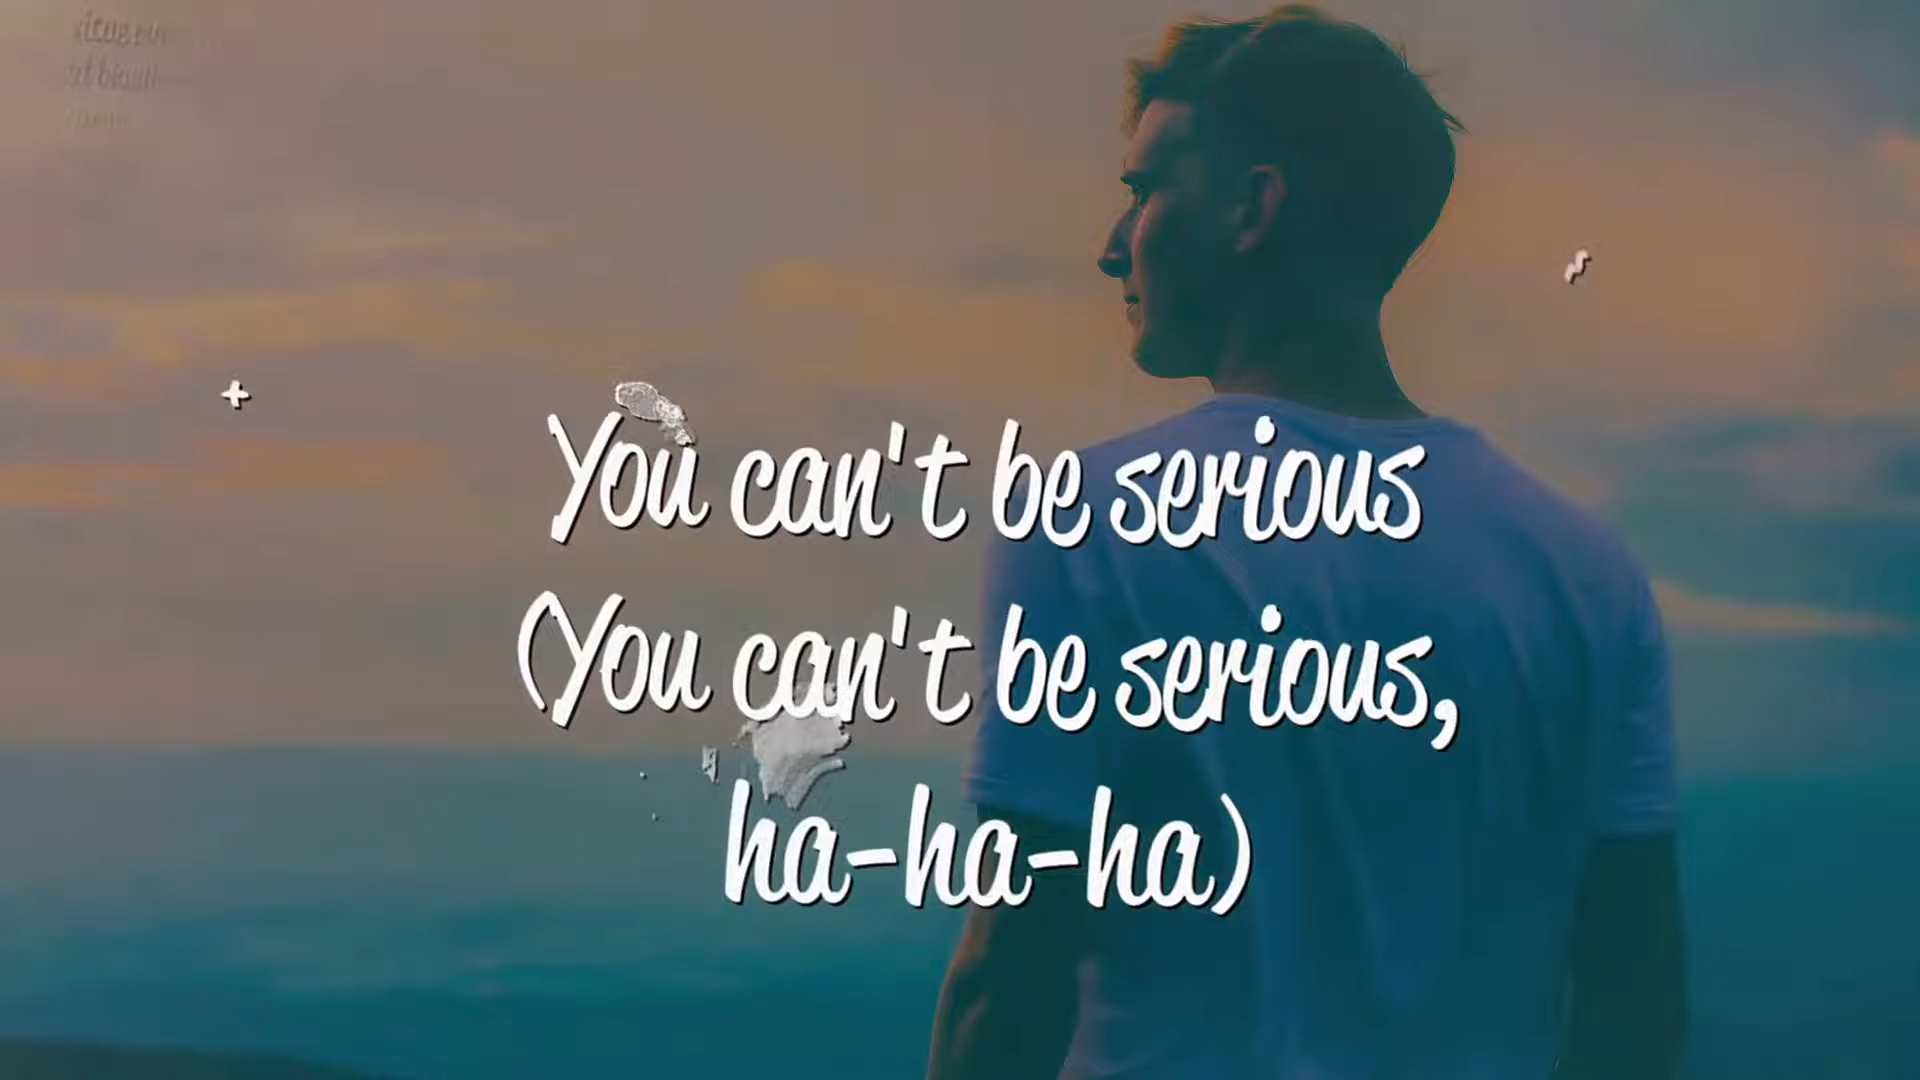 You can't be serious
(You can't be serious,
ha-ha-ha)